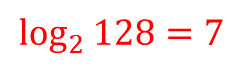 log₂ 128 = 7